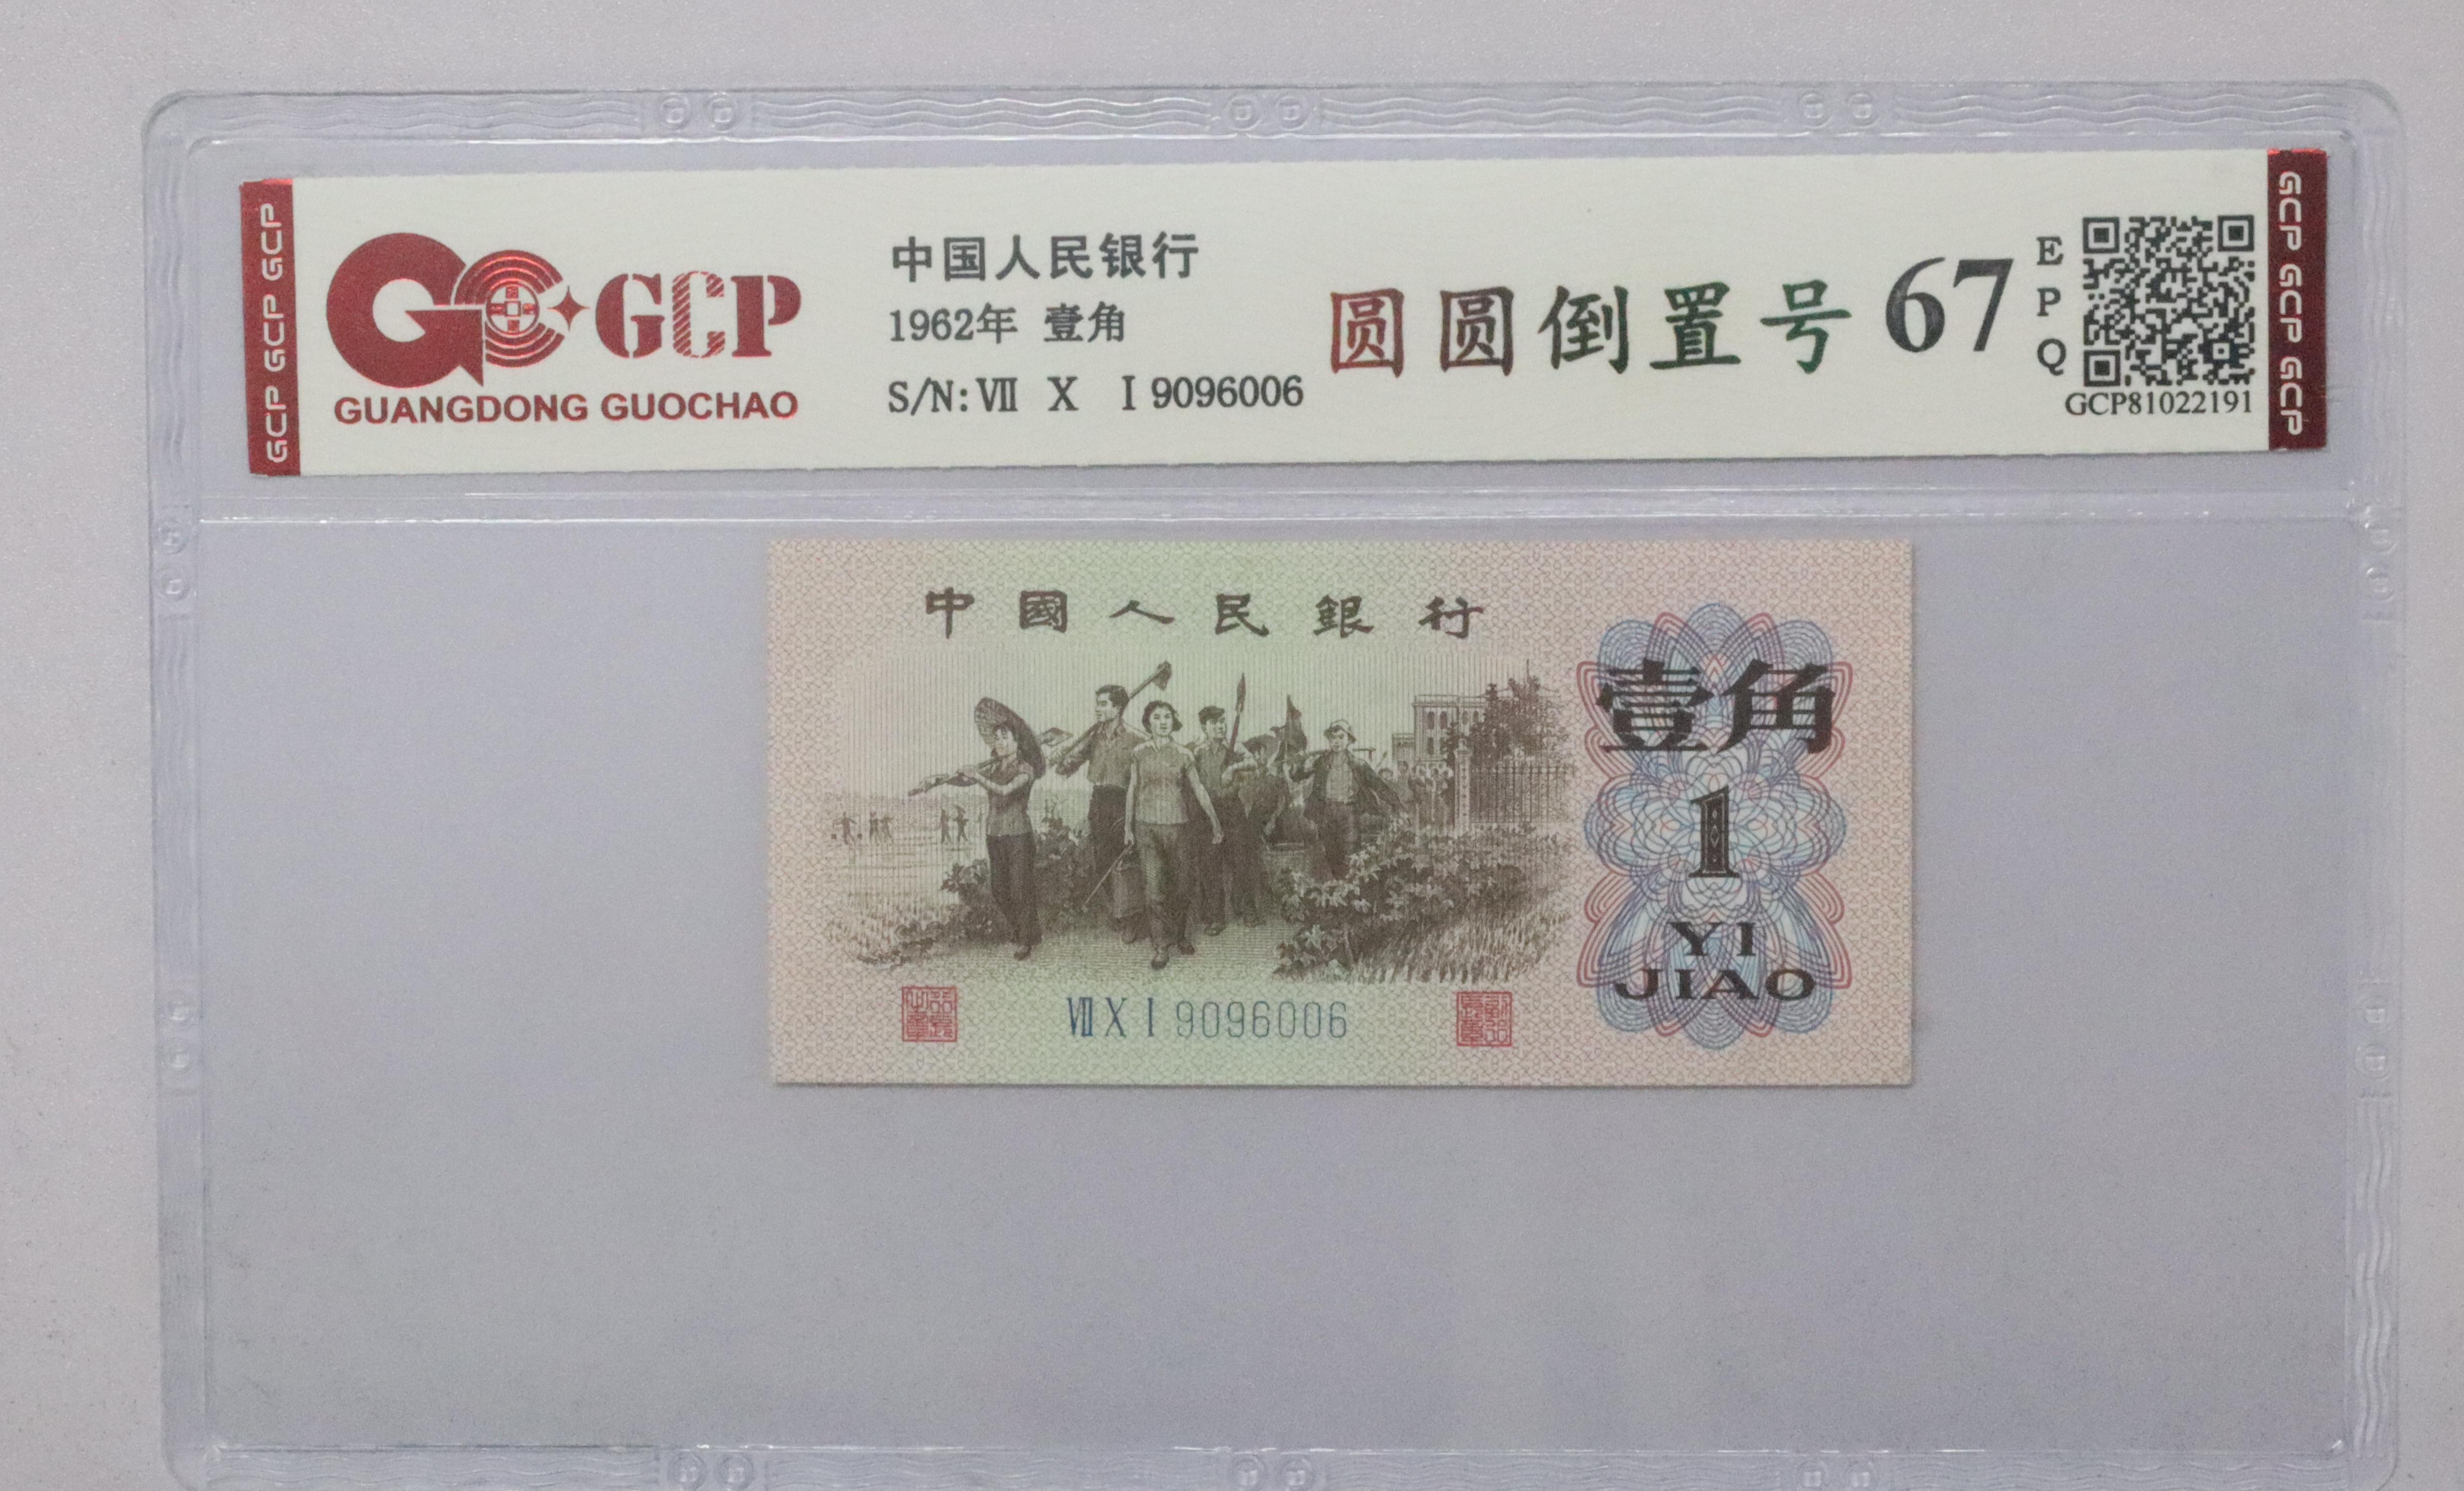 GCP GCP GCP
GCP
GUANGDONG GUOCHAO
中国人民银行
1962年 壹角
S/N: Ⅶ X I 9096006
圆圆倒置号
67
E
P
Q
GCP81022191
GCP GCP GCP
中國人民銀行
壹角
1
YI
JIAO
Ⅶ X I 9096006